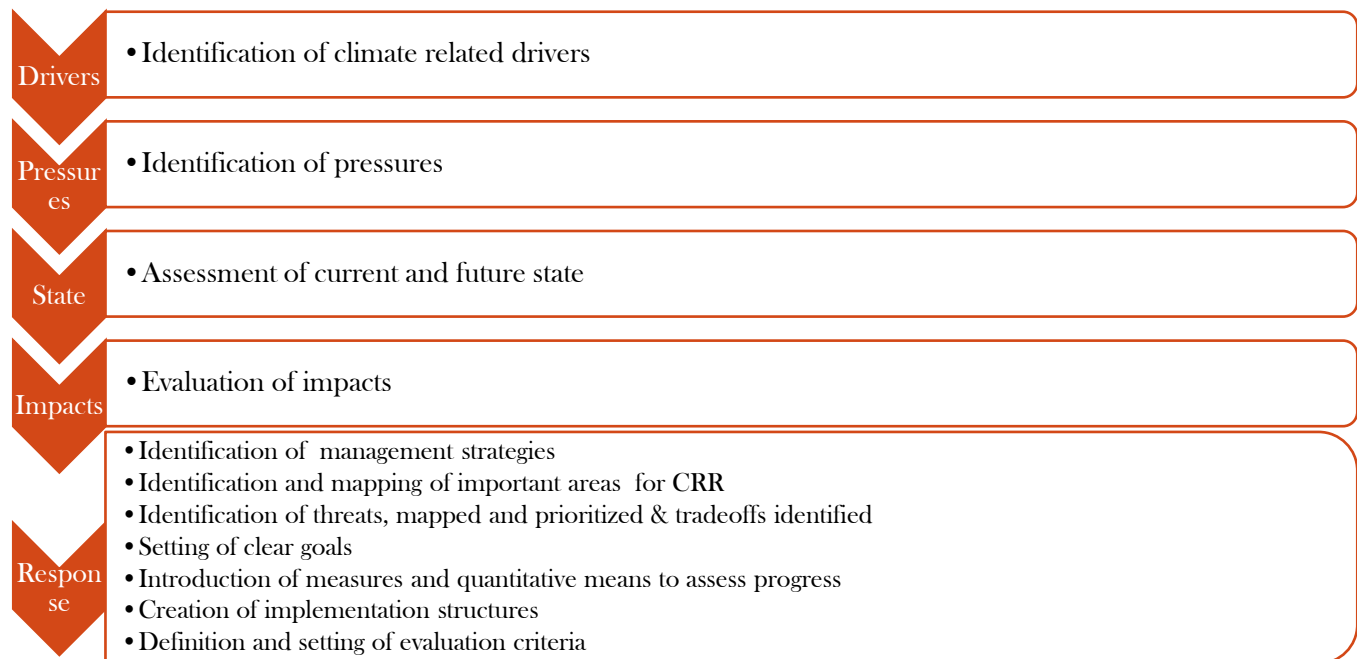 Drivers
•Identification of climate related drivers
Pressur
es
•Identification of pressures
State
•Assessment of current and future state
Impacts
•Evaluation of impacts
Respon
se
•Identification of management strategies
•Identification and mapping of important areas for CRR
•Identification of threats, mapped and prioritized & tradeoffs identified
•Setting of clear goals
•Introduction of measures and quantitative means to assess progress
•Creation of implementation structures
•Definition and setting of evaluation criteria